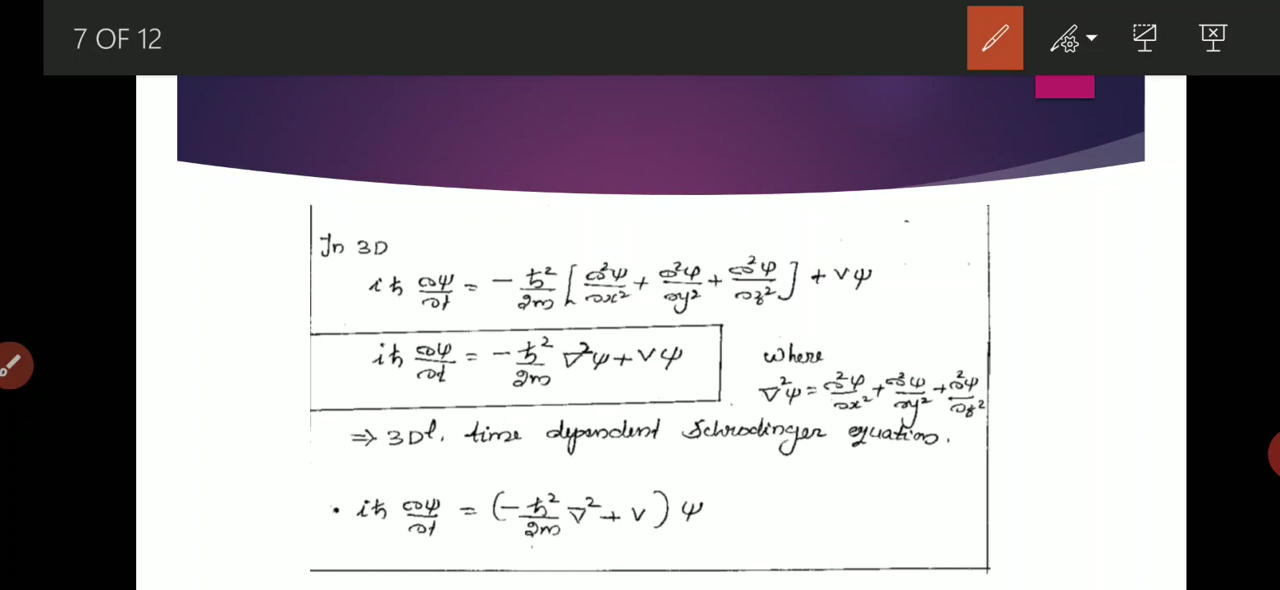 7 OF 12
In 3D
iℏ ∂ψ/∂t = - ℏ²/2m [∂²ψ/∂x² + ∂²ψ/∂y² + ∂²ψ/∂z²] + Vψ
iℏ ∂ψ/∂t = - ℏ²/2m ∇²ψ + Vψ
where
∇²ψ = ∂²ψ/∂x² + ∂²ψ/∂y² + ∂²ψ/∂z²
⇒ 3Dl. time dependent Schrodinger equation.
• iℏ ∂ψ/∂t = (- ℏ²/2m ∇² + V) ψ